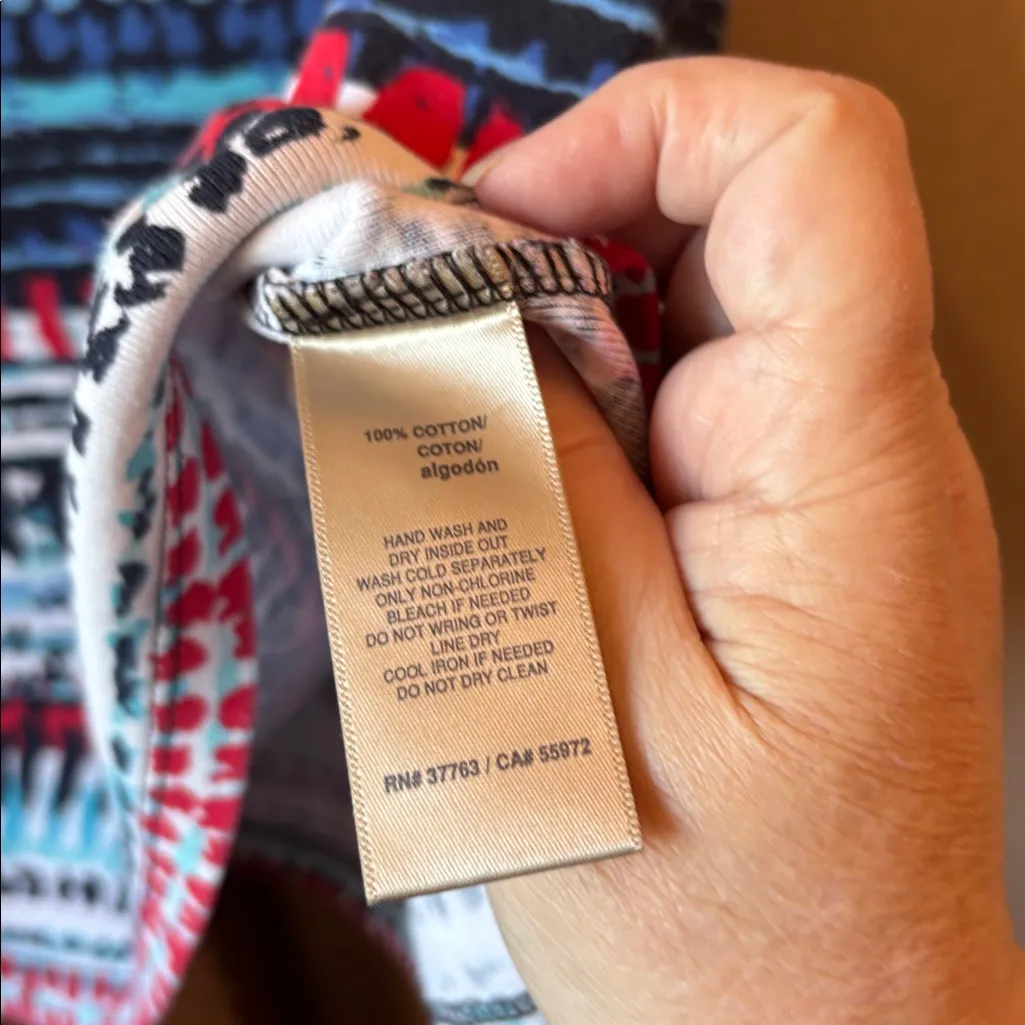 100% COTTON/
COTON/
algodón
HAND WASH AND
DRY INSIDE OUT
WASH COLD SEPARATELY
ONLY NON-CHLORINE
BLEACH IF NEEDED
DO NOT WRING OR TWIST
LINE DRY
COOL IRON IF NEEDED
DO NOT DRY CLEAN
RN# 37763 / CA# 55972